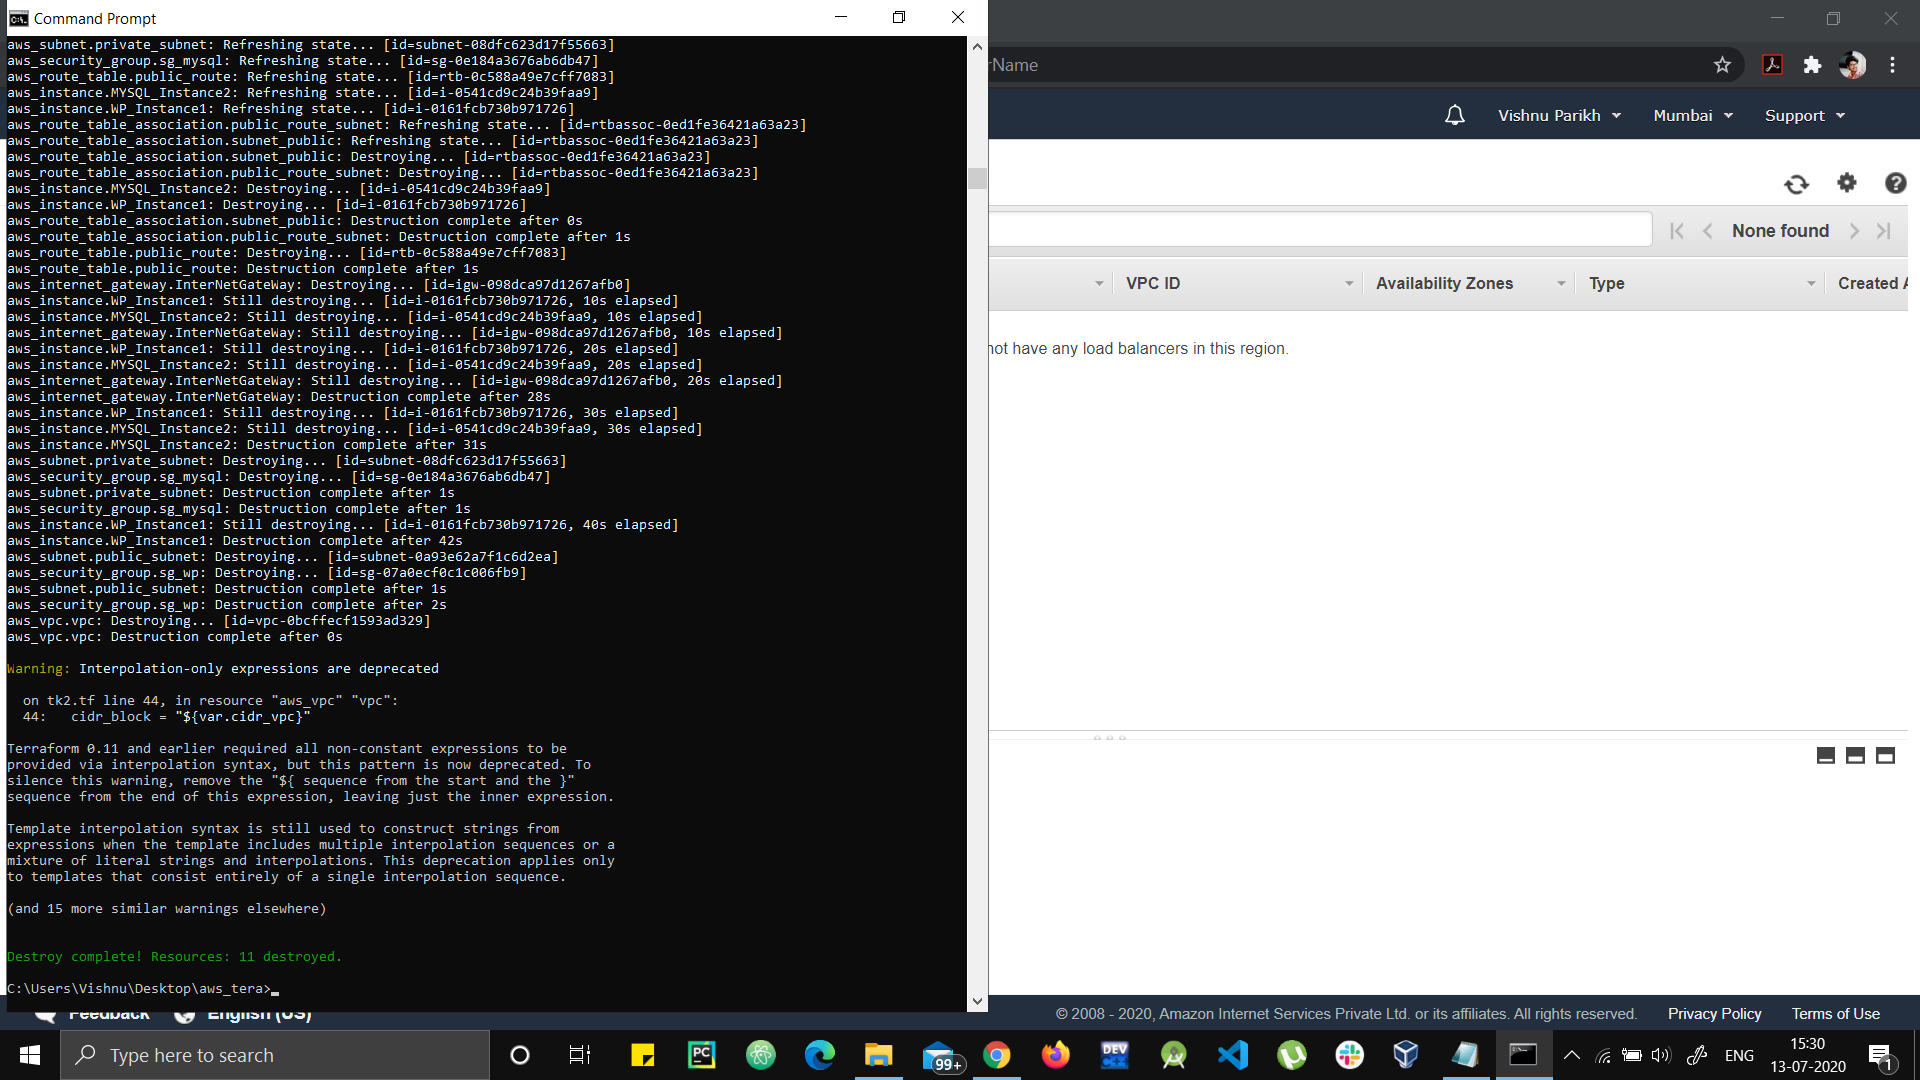 Command Prompt
aws_subnet.private_subnet: Refreshing state... [id=subnet-08dfc623d17f55663]
aws_security_group.sg_mysql: Refreshing state... [id=sg-0e184a3676ab6db47]
aws_route_table.public_route: Refreshing state... [id=rtb-0c588a49e7cff7083]
aws_instance.MYSQL_Instance2: Refreshing state... [id=i-0541cd9c24b39faa9]
aws_instance.WP_Instance1: Refreshing state... [id=i-0161fcb730b971726]
aws_route_table_association.public_route_subnet: Refreshing state... [id=rtbassoc-0ed1fe36421a63a23]
aws_route_table_association.subnet_public: Refreshing state... [id=rtbassoc-0ed1fe36421a63a23]
aws_route_table_association.subnet_public: Destroying... [id=rtbassoc-0ed1fe36421a63a23]
aws_route_table_association.public_route_subnet: Destroying... [id=rtbassoc-0ed1fe36421a63a23]
aws_instance.MYSQL_Instance2: Destroying... [id=i-0541cd9c24b39faa9]
aws_instance.WP_Instance1: Destroying... [id=i-0161fcb730b971726]
aws_route_table_association.subnet_public: Destruction complete after 0s
aws_route_table_association.public_route_subnet: Destruction complete after 1s
aws_route_table.public_route: Destroying... [id=rtb-0c588a49e7cff7083]
aws_route_table.public_route: Destruction complete after 1s
aws_internet_gateway.InterNetGateWay: Destroying... [id=igw-098dca97d1267afb0]
aws_instance.WP_Instance1: Still destroying... [id=i-0161fcb730b971726, 10s elapsed]
aws_instance.MYSQL_Instance2: Still destroying... [id=i-0541cd9c24b39faa9, 10s elapsed]
aws_internet_gateway.InterNetGateWay: Still destroying... [id=igw-098dca97d1267afb0, 10s elapsed]
aws_instance.WP_Instance1: Still destroying... [id=i-0161fcb730b971726, 20s elapsed]
aws_instance.MYSQL_Instance2: Still destroying... [id=i-0541cd9c24b39faa9, 20s elapsed]
aws_internet_gateway.InterNetGateWay: Still destroying... [id=igw-098dca97d1267afb0, 20s elapsed]
aws_internet_gateway.InterNetGateWay: Destruction complete after 28s
aws_instance.WP_Instance1: Still destroying... [id=i-0161fcb730b971726, 30s elapsed]
aws_instance.MYSQL_Instance2: Still destroying... [id=i-0541cd9c24b39faa9, 30s elapsed]
aws_instance.MYSQL_Instance2: Destruction complete after 31s
aws_subnet.private_subnet: Destroying... [id=subnet-08dfc623d17f55663]
aws_security_group.sg_mysql: Destroying... [id=sg-0e184a3676ab6db47]
aws_subnet.private_subnet: Destruction complete after 1s
aws_security_group.sg_mysql: Destruction complete after 1s
aws_instance.WP_Instance1: Still destroying... [id=i-0161fcb730b971726, 40s elapsed]
aws_instance.WP_Instance1: Destruction complete after 42s
aws_subnet.public_subnet: Destroying... [id=subnet-0a93e62a7f1c6d2ea]
aws_security_group.sg_wp: Destroying... [id=sg-07a0ecf0c1c006fb9]
aws_subnet.public_subnet: Destruction complete after 1s
aws_security_group.sg_wp: Destruction complete after 2s
aws_vpc.vpc: Destroying... [id=vpc-0bcffecf1593ad329]
aws_vpc.vpc: Destruction complete after 0s
Warning: Interpolation-only expressions are deprecated
on tk2.tf line 44, in resource "aws_vpc" "vpc":
44: cidr_block = "${var.cidr_vpc}"
Terraform 0.11 and earlier required all non-constant expressions to be
provided via interpolation syntax, but this pattern is now deprecated. To
silence this warning, remove the "${ sequence from the start and the }"
sequence from the end of this expression, leaving just the inner expression.
Template interpolation syntax is still used to construct strings from
expressions when the template includes multiple interpolation sequences or a
mixture of literal strings and interpolations. This deprecation applies only
to templates that consist entirely of a single interpolation sequence.
(and 15 more similar warnings elsewhere)
Destroy complete! Resources: 11 destroyed.
C:\Users\Vishnu\Desktop\aws_tera>
rName
Vishnu Parikh
Mumbai
Support
None found
VPC ID
Availability Zones
Type
Created A
not have any load balancers in this region.
Feedback
English (US)
© 2008 - 2020, Amazon Internet Services Private Ltd. or its affiliates. All rights reserved.
Privacy Policy
Terms of Use
Type here to search
PC
99+
DEV
ENG
15:30
13-07-2020
1